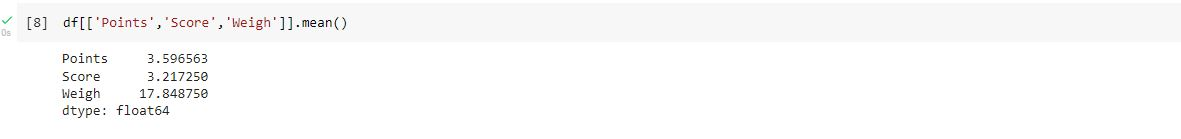 [8] df[['Points','Score','Weigh']].mean()
0s
Points     3.596563
Score      3.217250
Weigh     17.848750
dtype: float64